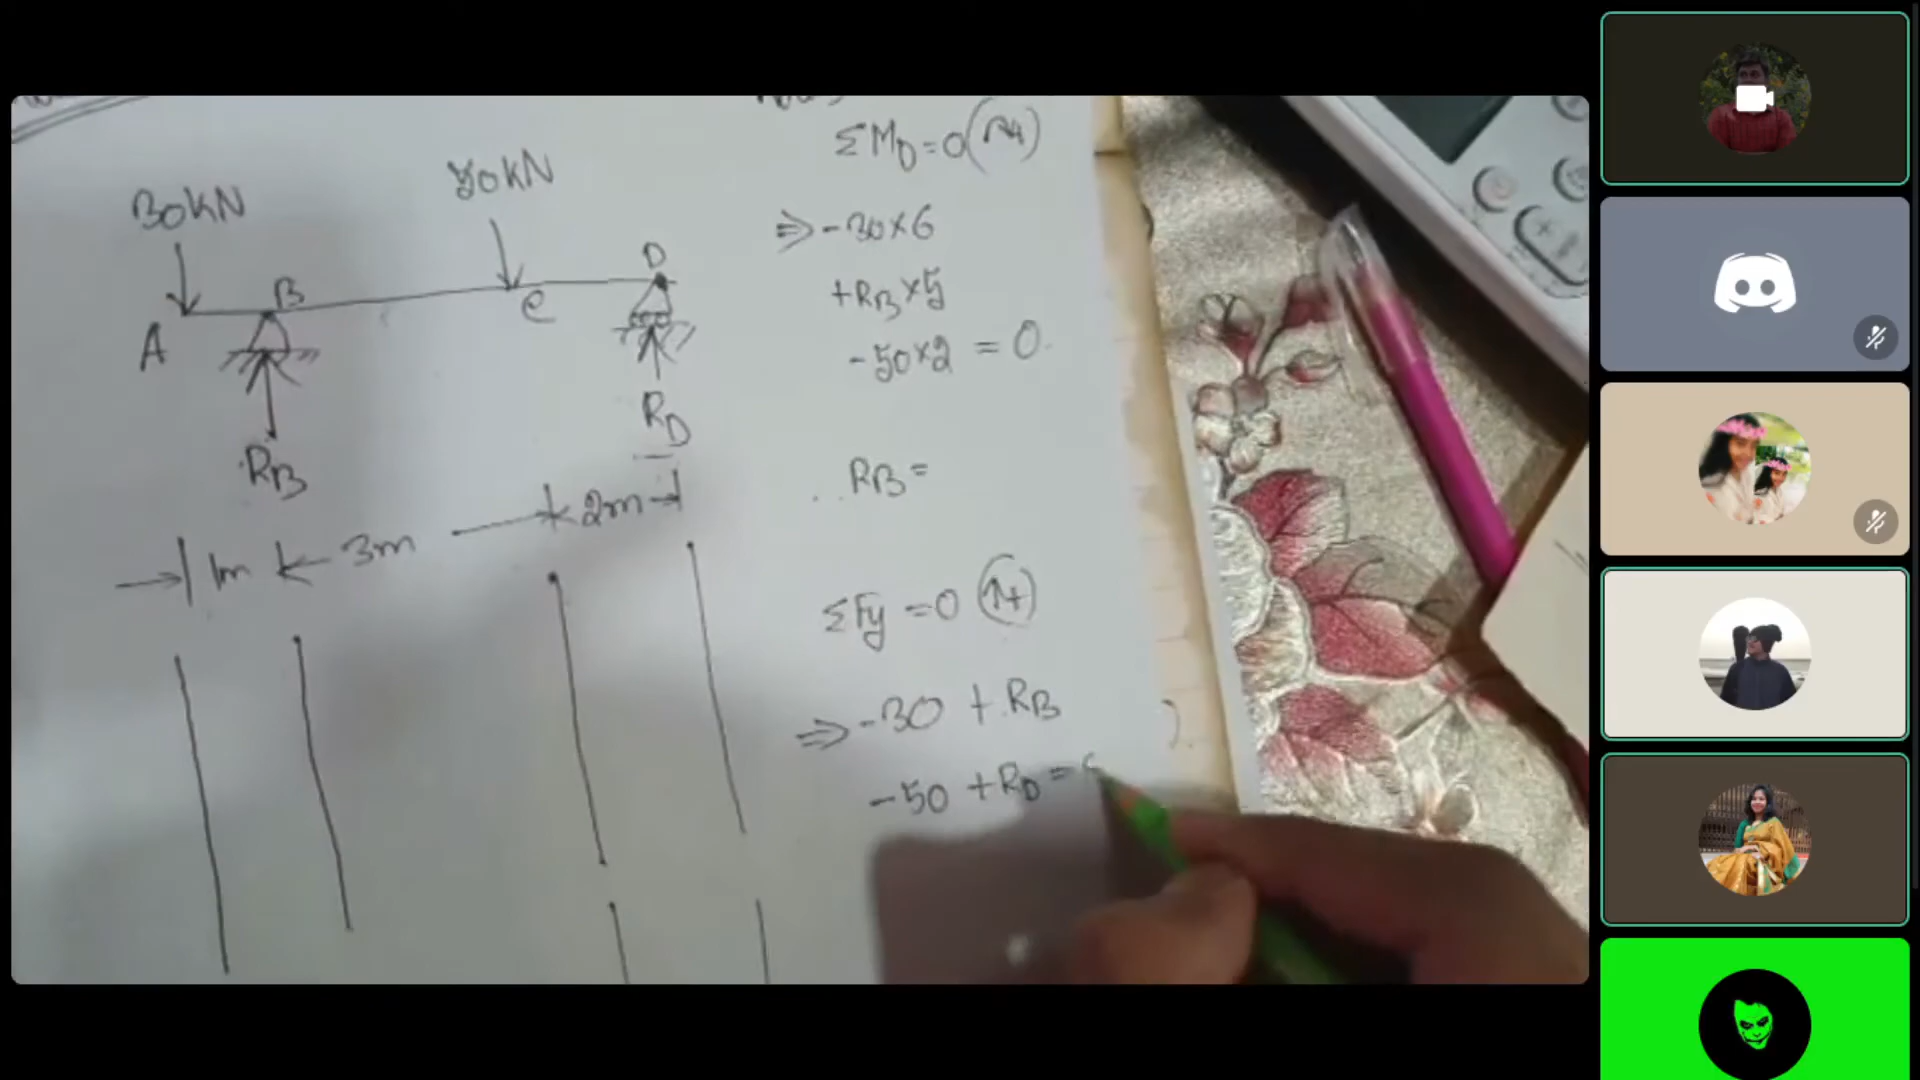 30kN
50kN
A
B
C
D
RB
RD
1m
3m
2m
ΣMD=0
⇒ -30×6
+RB×5
-50×2 = 0
RB =
ΣFy =0 (↑+)
⇒ -30 + RB
-50 +RD =